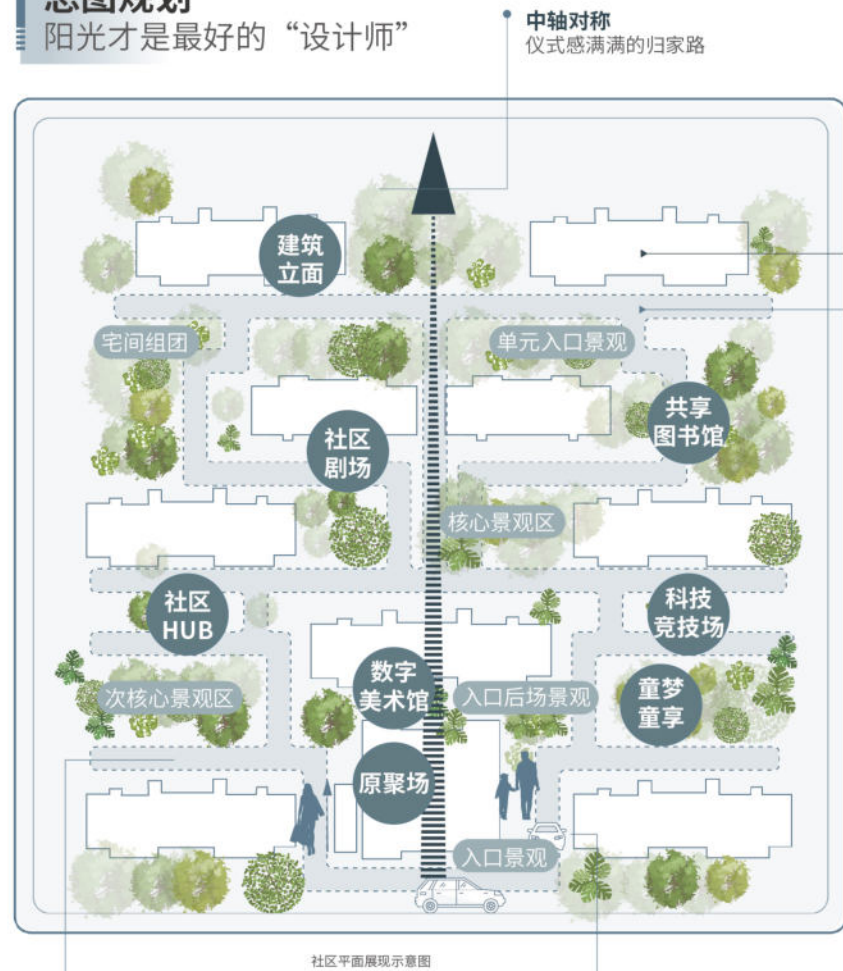 总图规划
阳光才是最好的“设计师”
中轴对称
仪式感满满的归家路
建筑
立面
宅间组团
单元入口景观
共享
图书馆
社区
剧场
核心景观区
社区
HUB
科技
竞技场
数字
美术馆
次核心景观区
入口后场景观
童梦
童享
原聚场
入口景观
社区平面展现示意图